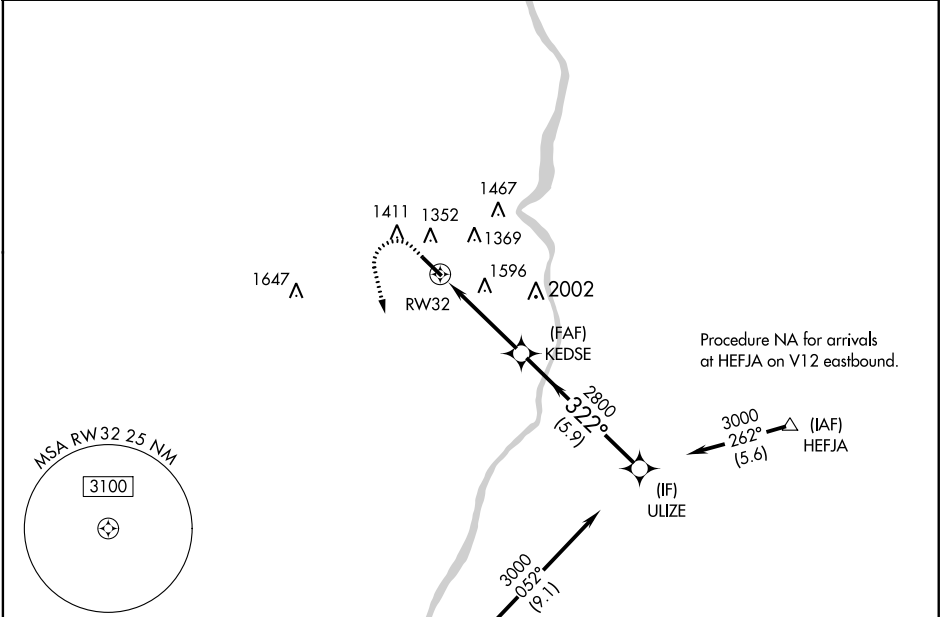 1467
1411
1352
1369
1647
1596
2002
RW32
(FAF)
KEDSE
Procedure NA for arrivals
at HEFJA on V12 eastbound.
2800
322°
(5.9)
3000
262°
(5.6)
(IAF)
HEFJA
(IF)
ULIZE
MSA RW32 25 NM
3100
3000
052°
(9.1)